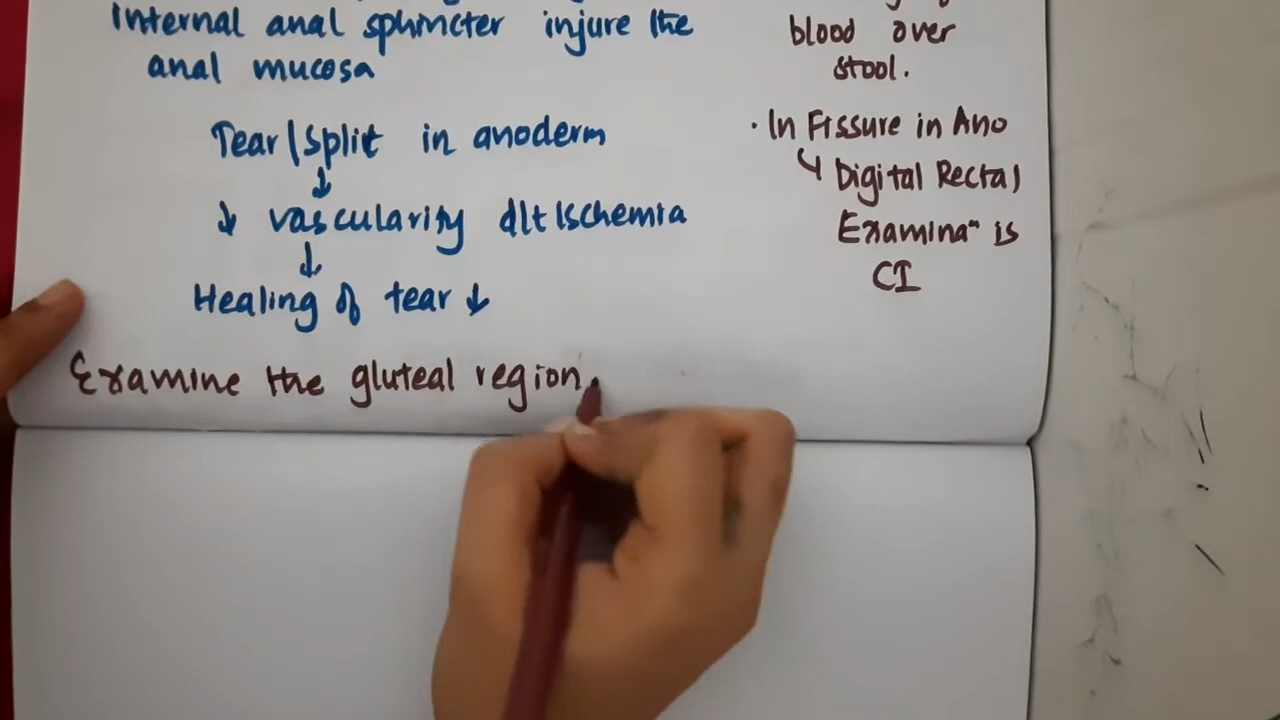 Internal anal sphincter injure the
anal mucosa
Tear/split in anoderm
↓
↓ vascularity d/t Ischemia
↓
Healing of tear ↓
Examine the gluteal region.
blood over
stool.
· In Fissure in Ano
↳ Digital Rectal
Examinaⁿ is
CI